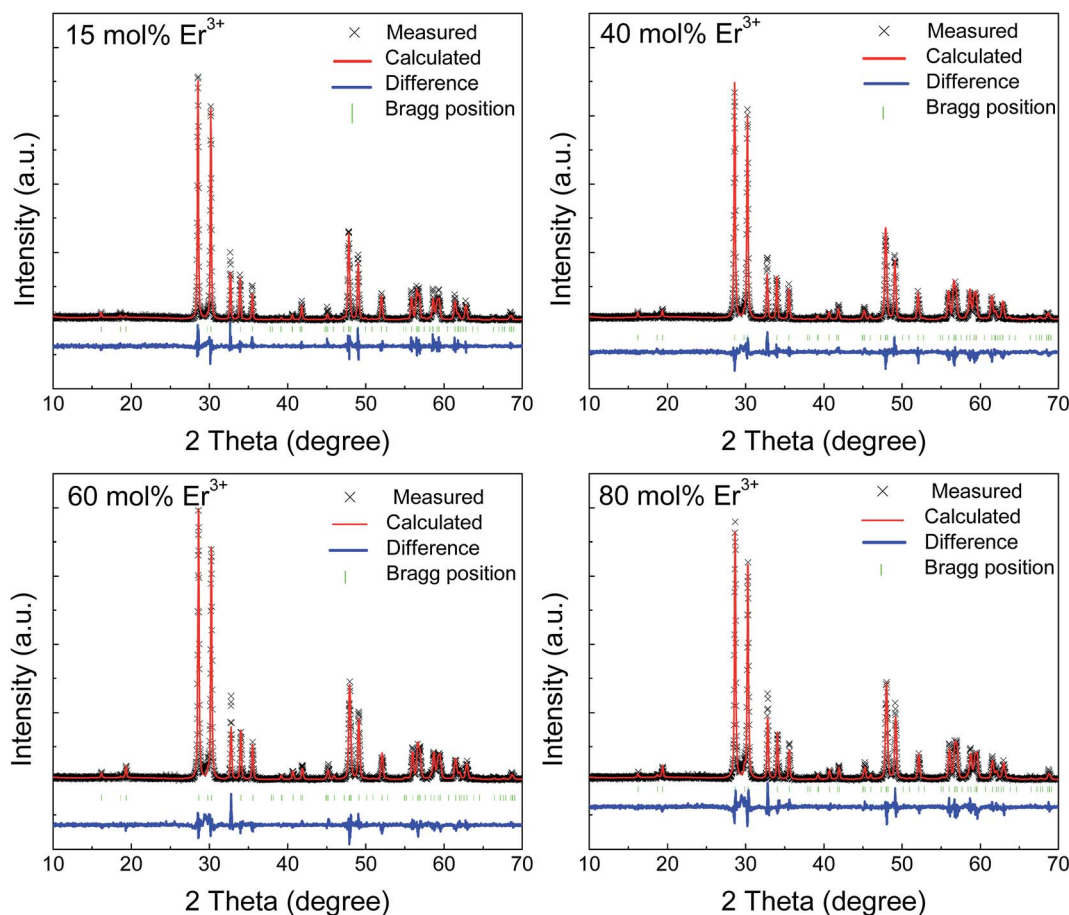 15 mol% Er³⁺
Measured
Calculated
Difference
Bragg position
Intensity (a.u.)
10 20 30 40 50 60 70
2 Theta (degree)
40 mol% Er³⁺
Measured
Calculated
Difference
Bragg position
Intensity (a.u.)
10 20 30 40 50 60 70
2 Theta (degree)
60 mol% Er³⁺
Measured
Calculated
Difference
Bragg position
Intensity (a.u.)
10 20 30 40 50 60 70
2 Theta (degree)
80 mol% Er³⁺
Measured
Calculated
Difference
Bragg position
Intensity (a.u.)
10 20 30 40 50 60 70
2 Theta (degree)